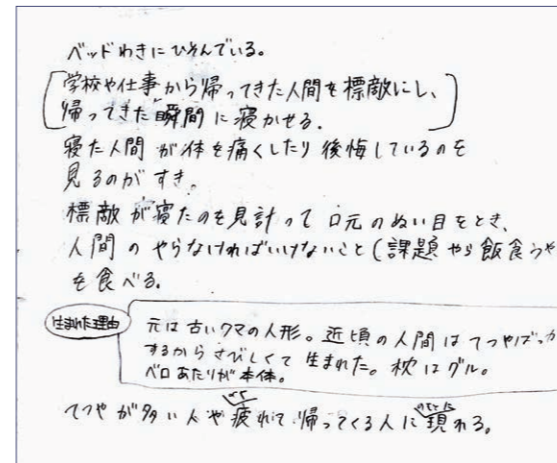 ベッドわきにひそんでいる。
学校や仕事から帰ってきた人間を標敵にし、
帰ってきた瞬間に寝かせる。
寝た人間が体を痛くしたり後悔しているのを
見るのがすき。
標敵が寝たのを見計って口元のぬい目をとき、
人間のやらなければいけないこと(課題やら飯食うや
を食べる。
生まれた理由
元は古いクマの人形。近頃の人間はてつやばっか
するからさびしくて生まれた。枕はグル。
ベロあたりが本体。
てつやが多い人や疲れて帰ってくる人に現れる。